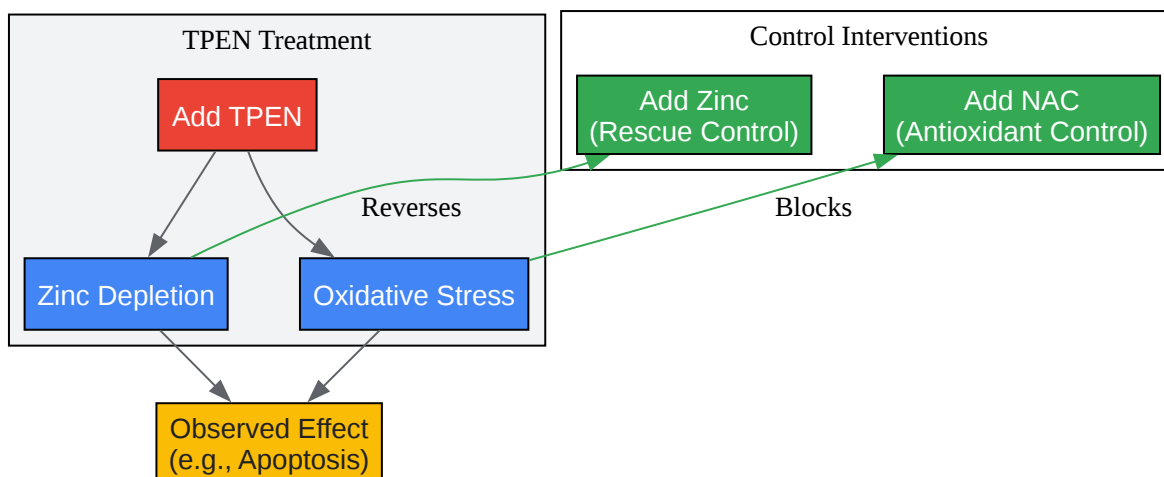 TPEN Treatment
Control Interventions
Add TPEN
Add Zinc
(Rescue Control)
Add NAC
(Antioxidant Control)
Reverses
Blocks
Zinc Depletion
Oxidative Stress
Observed Effect
(e.g., Apoptosis)